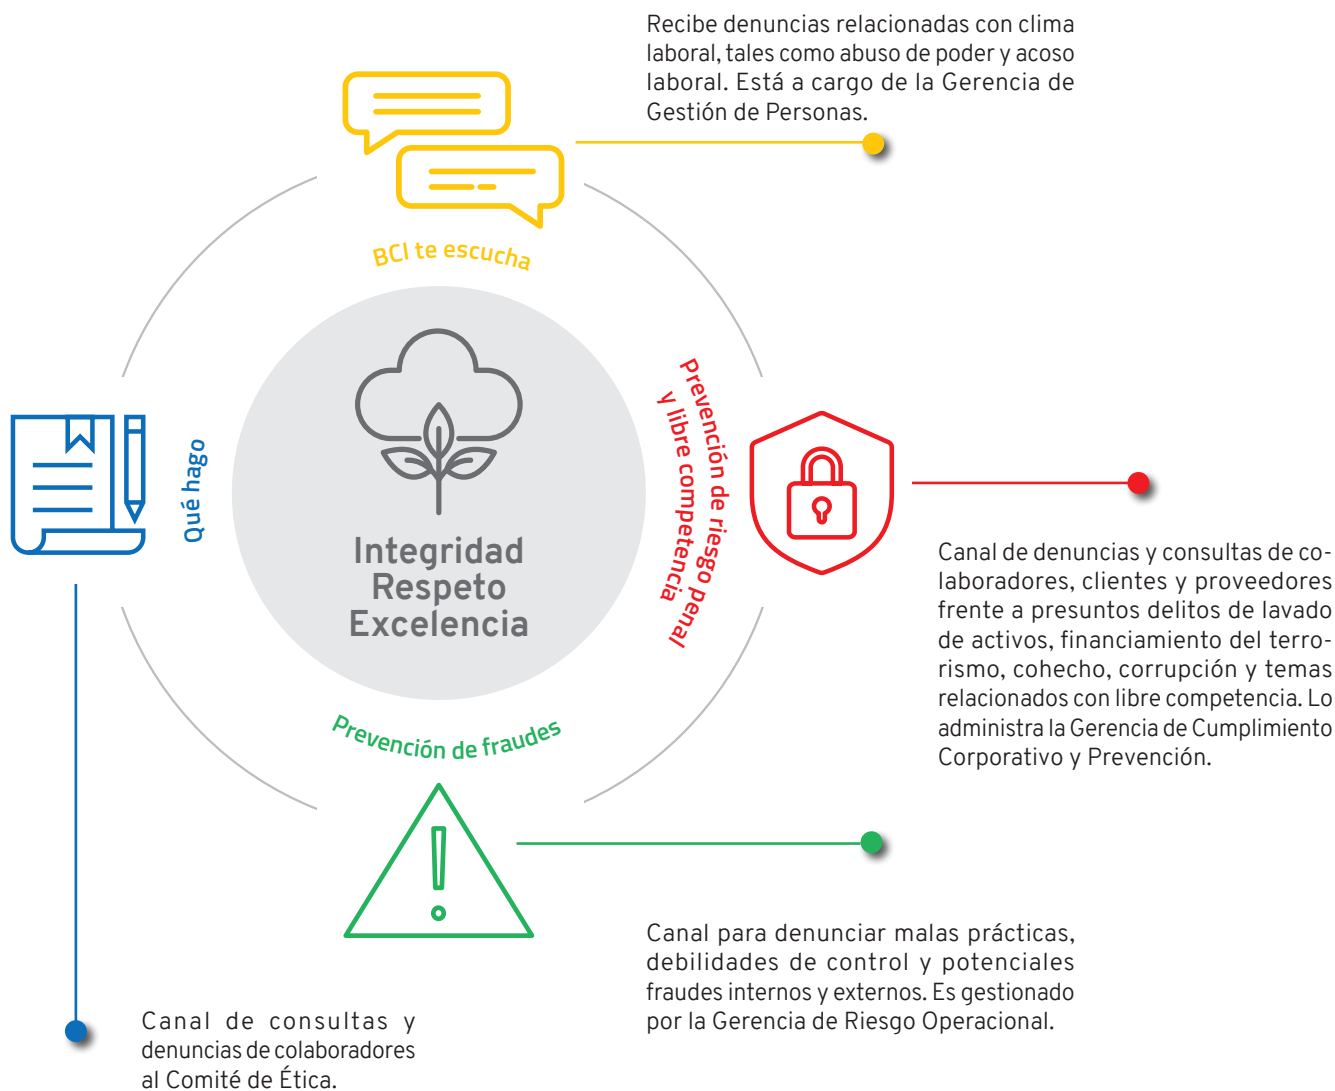 Recibe denuncias relacionadas con clima
laboral, tales como abuso de poder y acoso
laboral. Está a cargo de la Gerencia de
Gestión de Personas.
BCI te escucha
Prevención de riesgo penal
y libre competencia
Qué hago
Integridad
Respeto
Excelencia
Canal de denuncias y consultas de co-
laboradores, clientes y proveedores
frente a presuntos delitos de lavado
de activos, financiamiento del terro-
rismo, cohecho, corrupción y temas
relacionados con libre competencia. Lo
administra la Gerencia de Cumplimiento
Corporativo y Prevención.
Prevención de fraudes
Canal para denunciar malas prácticas,
debilidades de control y potenciales
fraudes internos y externos. Es gestionado
por la Gerencia de Riesgo Operacional.
Canal de consultas y
denuncias de colaboradores
al Comité de Ética.